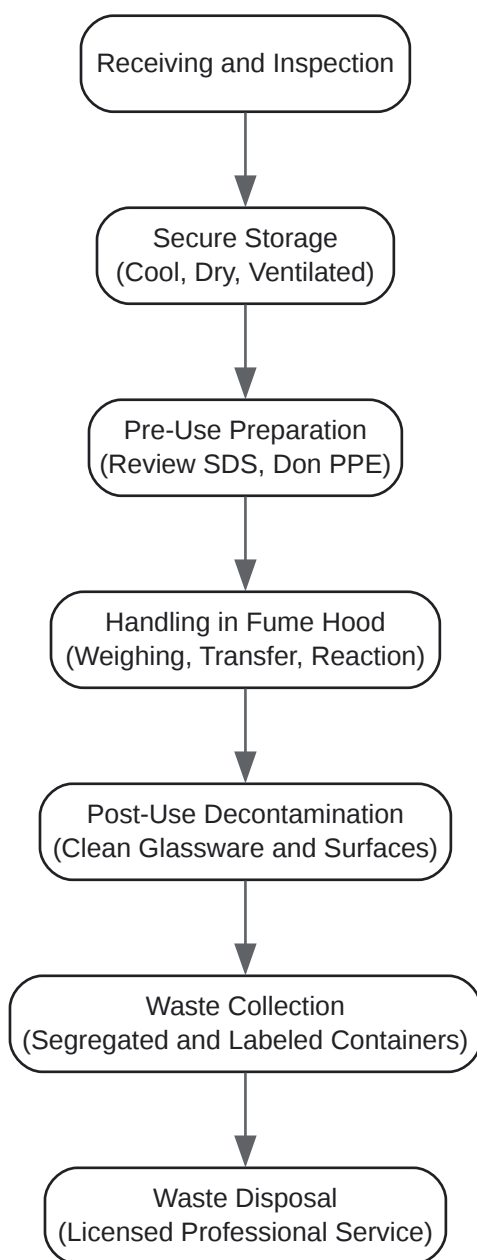 Receiving and Inspection
Secure Storage
(Cool, Dry, Ventilated)
Pre-Use Preparation
(Review SDS, Don PPE)
Handling in Fume Hood
(Weighing, Transfer, Reaction)
Post-Use Decontamination
(Clean Glassware and Surfaces)
Waste Collection
(Segregated and Labeled Containers)
Waste Disposal
(Licensed Professional Service)